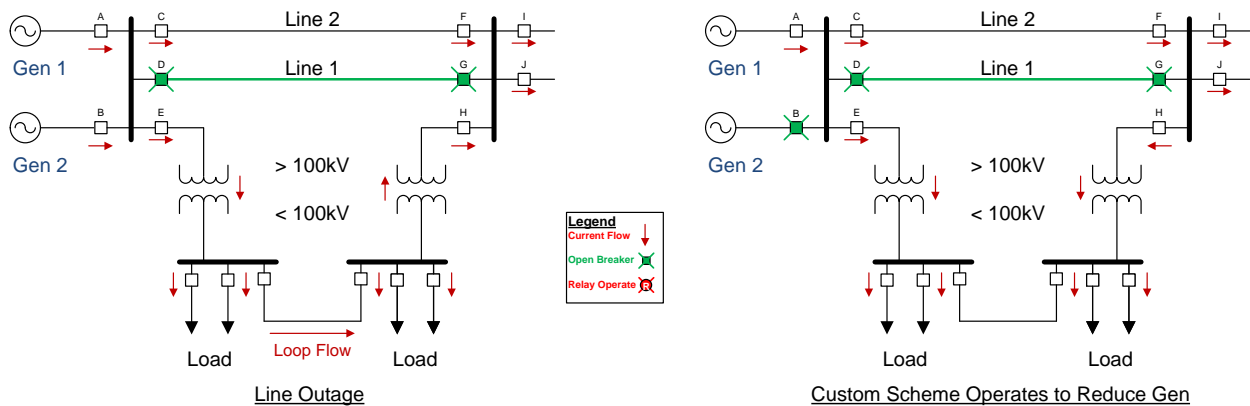 A
C
Line 2
F
I
Gen 1
D
Line 1
G
J
B
E
H
Gen 2
> 100kV
< 100kV
Load
Loop Flow
Load
Line Outage
Legend
Current Flow
Open Breaker
Relay Operate
R
A
C
Line 2
F
I
Gen 1
D
Line 1
G
J
B
E
H
Gen 2
> 100kV
< 100kV
Load
Load
Custom Scheme Operates to Reduce Gen